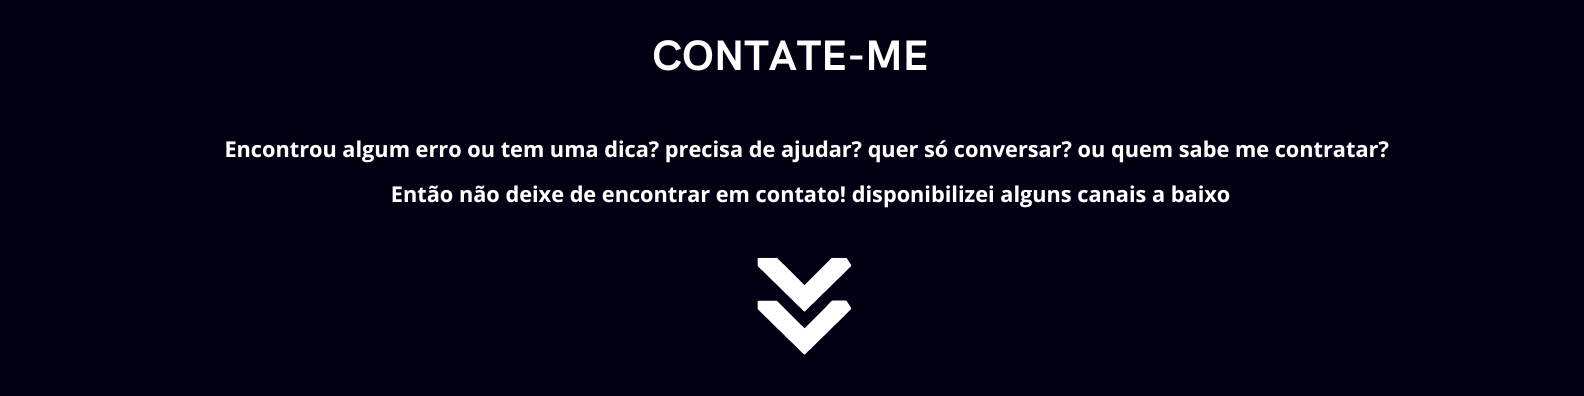 CONTATE-ME
Encontrou algum erro ou tem uma dica? precisa de ajudar? quer só conversar? ou quem sabe me contratar?
Então não deixe de encontrar em contato! disponibilizei alguns canais a baixo